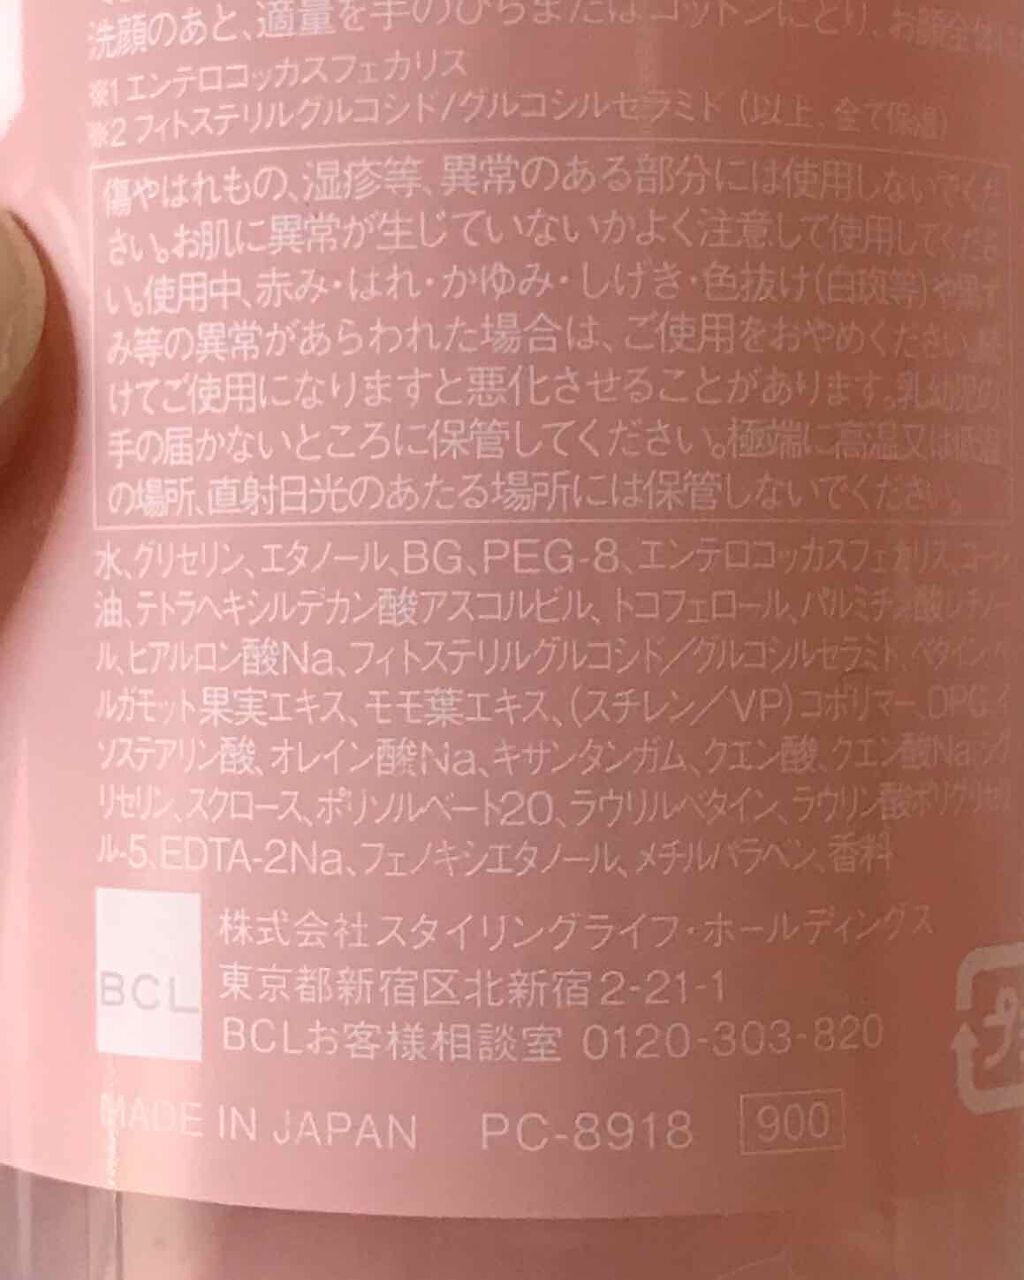 洗顔のあと、適量を手のひらまたはコットンにとり、お顔全体に
※1 エンテロコッカスフェカリス
※2 フィトステリルグルコシド/グルコシルセラミド (以上、全て保湿)
傷やはれもの、湿疹等、異常のある部分には使用しないでくだ
さい。お肌に異常が生じていないかよく注意して使用してくださ
い。使用中、赤み・はれ・かゆみ・しげき・色抜け(白斑等)や黒ず
み等の異常があらわれた場合は、ご使用をおやめください。
けてご使用になりますと悪化させることがあります。乳幼児の
手の届かないところに保管してください。極端に高温又は低温
の場所、直射日光のあたる場所には保管しないでください。
水、グリセリン、エタノール、BG、PEG-8、エンテロコッカスフェカリス、コーン
油、テトラヘキシルデカン酸アスコルビル、トコフェロール、パルミチン酸レチノー
ル、ヒアルロン酸Na、フィトステリルグルコシド/グルコシルセラミド、ベタイン、ベ
ルガモット果実エキス、モモ葉エキス、(スチレン/VP)コポリマー、DPG、イ
ソステアリン酸、オレイン酸Na、キサンタンガム、クエン酸、クエン酸Na、ジグ
リセリン、スクロース、ポリソルベート20、ラウリルベタイン、ラウリン酸ポリグリセリ
ル-5、EDTA-2Na、フェノキシエタノール、メチルパラベン、香料
BCL
株式会社スタイリングライフ・ホールディングス
東京都新宿区北新宿2-21-1
BCLお客様相談室 0120-303-820
MADE IN JAPAN PC-8918 900